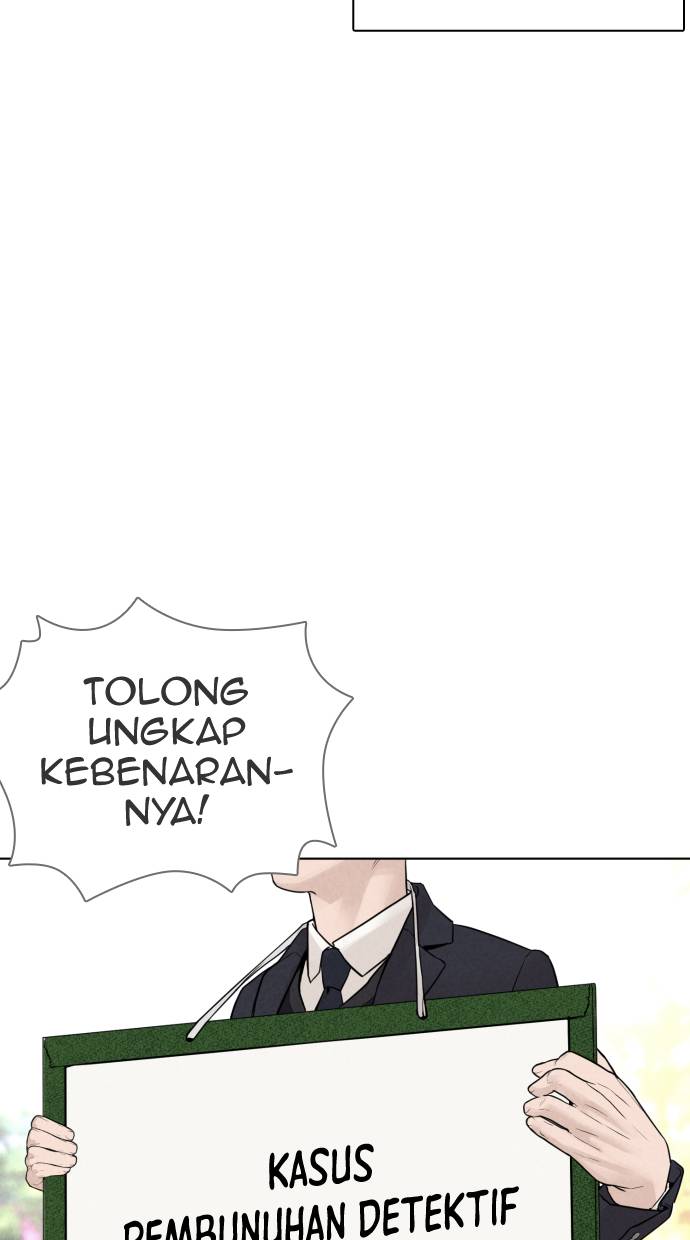 TOLONG
UNGKAP
KEBENARAN-
NYA!
KASUS
PEMBUNUHAN DETEKTIF